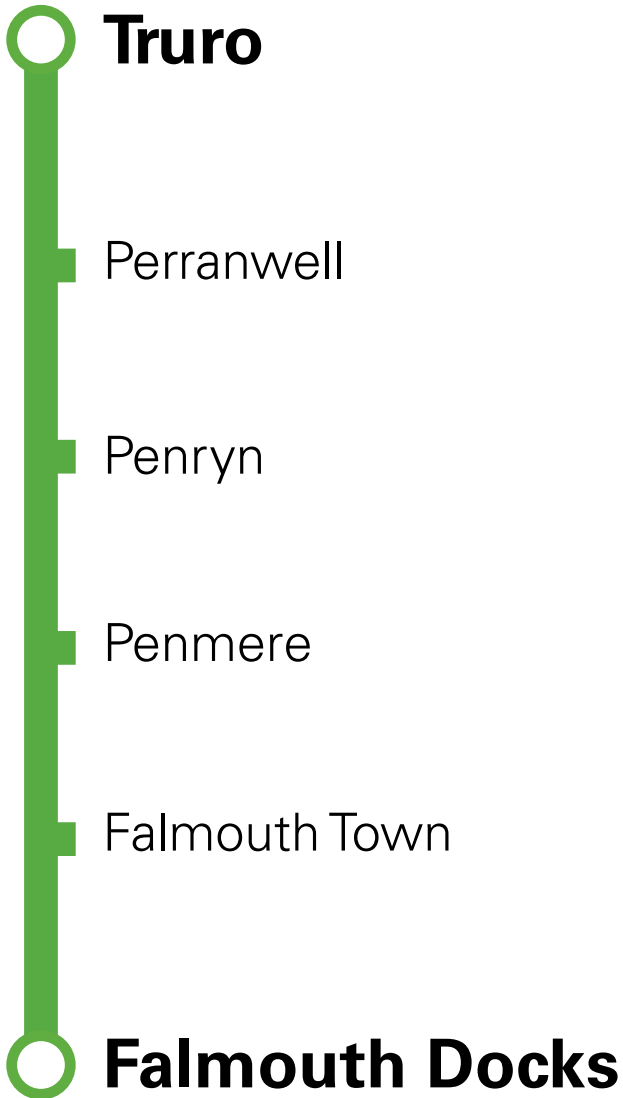 Truro
Perranwell
Penryn
Penmere
Falmouth Town
Falmouth Docks